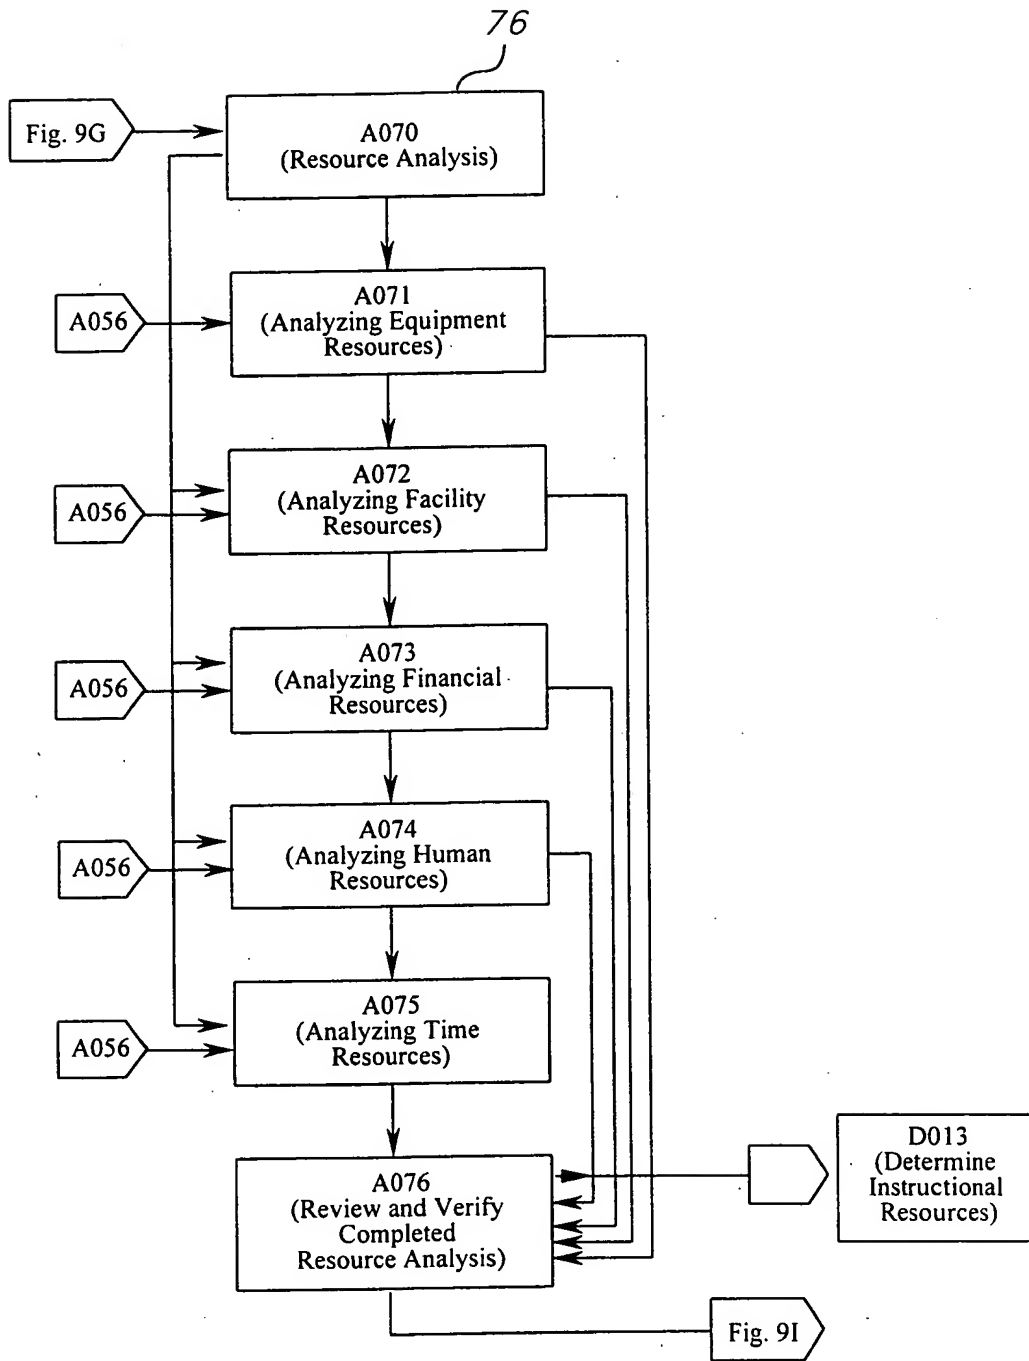 76
Fig. 9G
A070
(Resource Analysis)
A056
A071
(Analyzing Equipment
Resources)
A056
A072
(Analyzing Facility
Resources)
A056
A073
(Analyzing Financial
Resources)
A056
A074
(Analyzing Human
Resources)
A056
A075
(Analyzing Time
Resources)
A076
(Review and Verify
Completed
Resource Analysis)
D013
(Determine
Instructional
Resources)
Fig. 9I